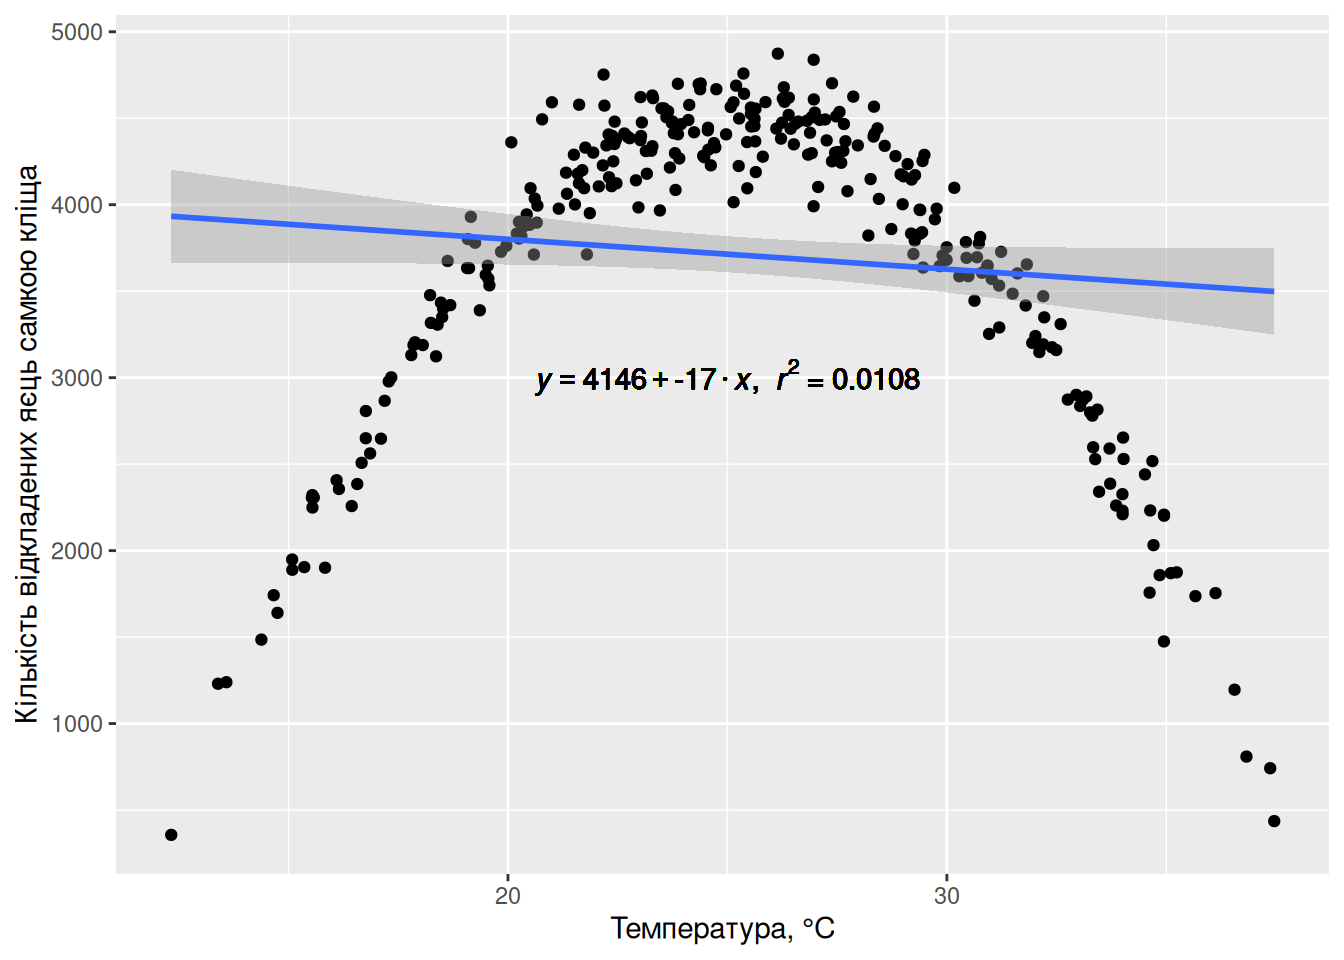 Кількість відкладених яєць самкою кліща
5000
4000
3000
2000
1000
y = 4146 + -17 · x, r² = 0.0108
20 30
Температура, °C